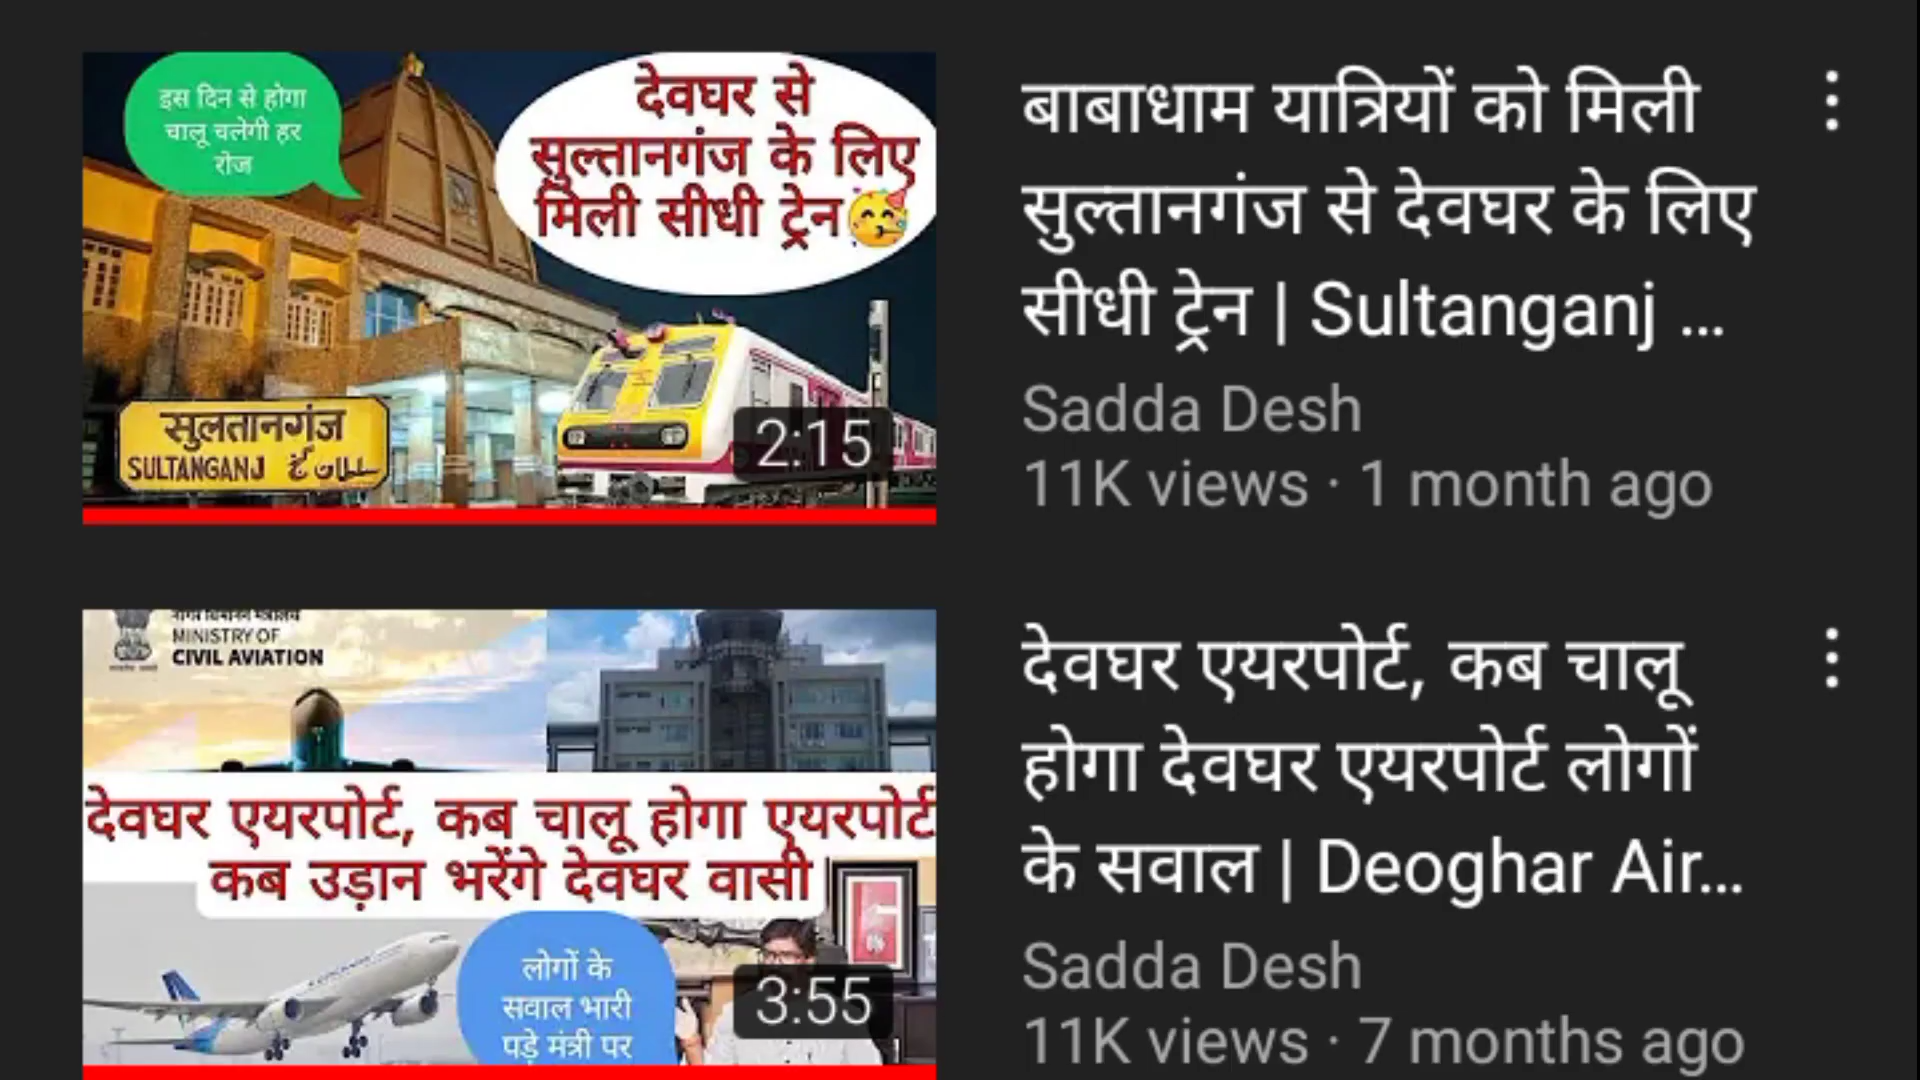 इस दिन से होगा
चालू चलेगी हर
रोज
देवघर से
सुल्तानगंज के लिए
मिली सीधी ट्रेन🥳
सुलतानगंज
SULTANGANJ
2:15
बाबाधाम यात्रियों को मिली
सुल्तानगंज से देवघर के लिए
सीधी ट्रेन | Sultanganj ...
Sadda Desh
11K views · 1 month ago
MINISTRY OF
CIVIL AVIATION
देवघर एयरपोर्ट, कब चालू होगा एयरपोर्ट
कब उड़ान भरेंगे देवघर वासी
लोगों के
सवाल भारी
पड़े मंत्री पर
3:55
देवघर एयरपोर्ट, कब चालू
होगा देवघर एयरपोर्ट लोगों
के सवाल | Deoghar Air...
Sadda Desh
11K views · 7 months ago